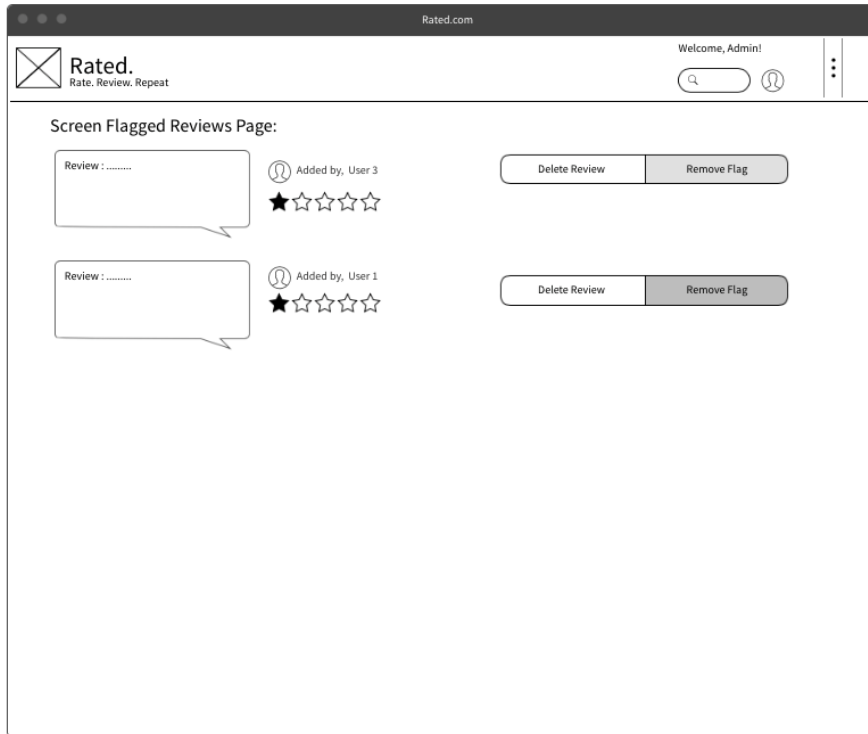 Rated.com
Welcome, Admin!
Rated.
Rate. Review. Repeat
Screen Flagged Reviews Page:
Review : .........
Added by, User 3
Delete Review
Remove Flag
Review : .........
Added by, User 1
Delete Review
Remove Flag